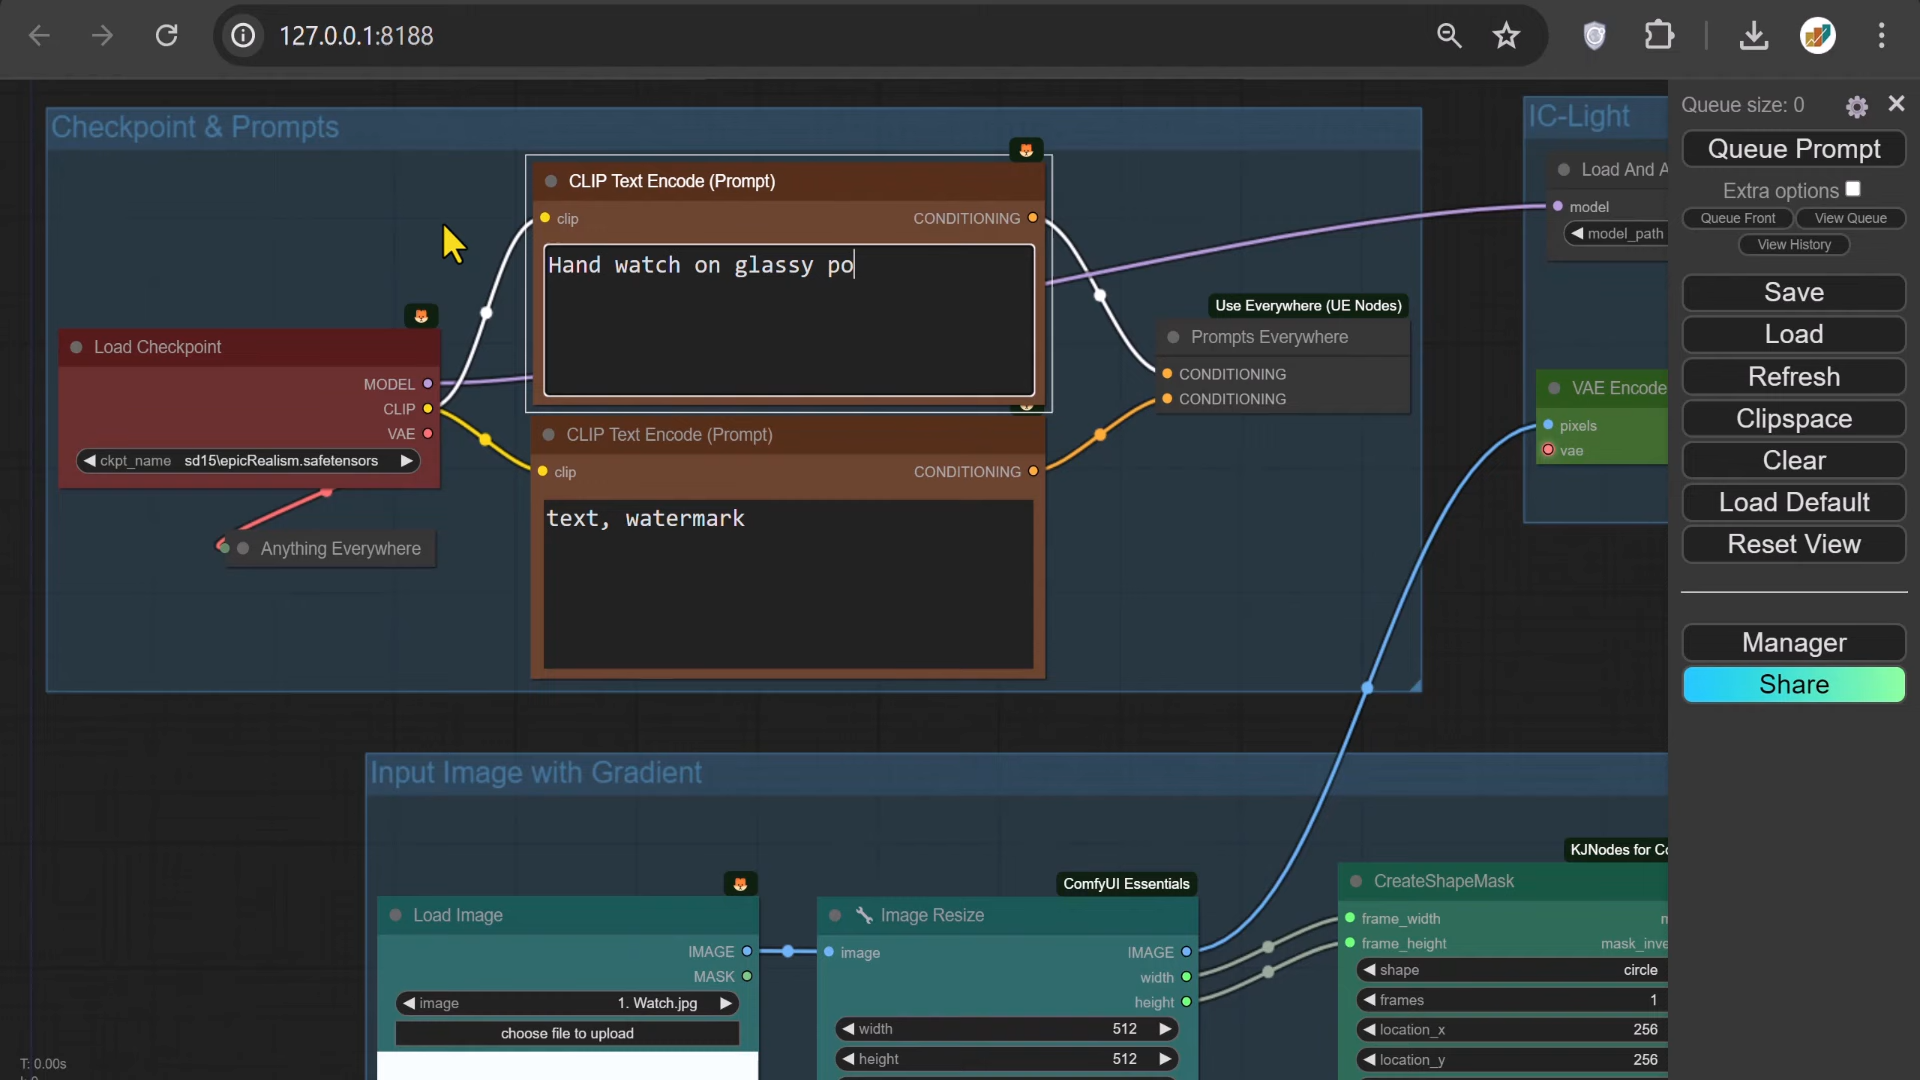 127.0.0.1:8188
Checkpoint & Prompts
CLIP Text Encode (Prompt)
clip
CONDITIONING
Hand watch on glassy po
Load Checkpoint
MODEL
CLIP
VAE
ckpt_name sd15\epicRealism.safetensors
Anything Everywhere
CLIP Text Encode (Prompt)
clip
CONDITIONING
text, watermark
Use Everywhere (UE Nodes)
Prompts Everywhere
CONDITIONING
CONDITIONING
IC-Light
Load And A
model
model_path
VAE Encode
pixels
vae
Input Image with Gradient
Load Image
IMAGE
MASK
image 1. Watch.jpg
choose file to upload
ComfyUI Essentials
Image Resize
image
IMAGE
width
height
width 512
height 512
KJNodes for Co
CreateShapeMask
frame_width
frame_height
mask_inve
shape circle
frames 1
location_x 256
location_y 256
T: 0.00s
Queue size: 0
Queue Prompt
Extra options
Queue Front
View Queue
View History
Save
Load
Refresh
Clipspace
Clear
Load Default
Reset View
Manager
Share